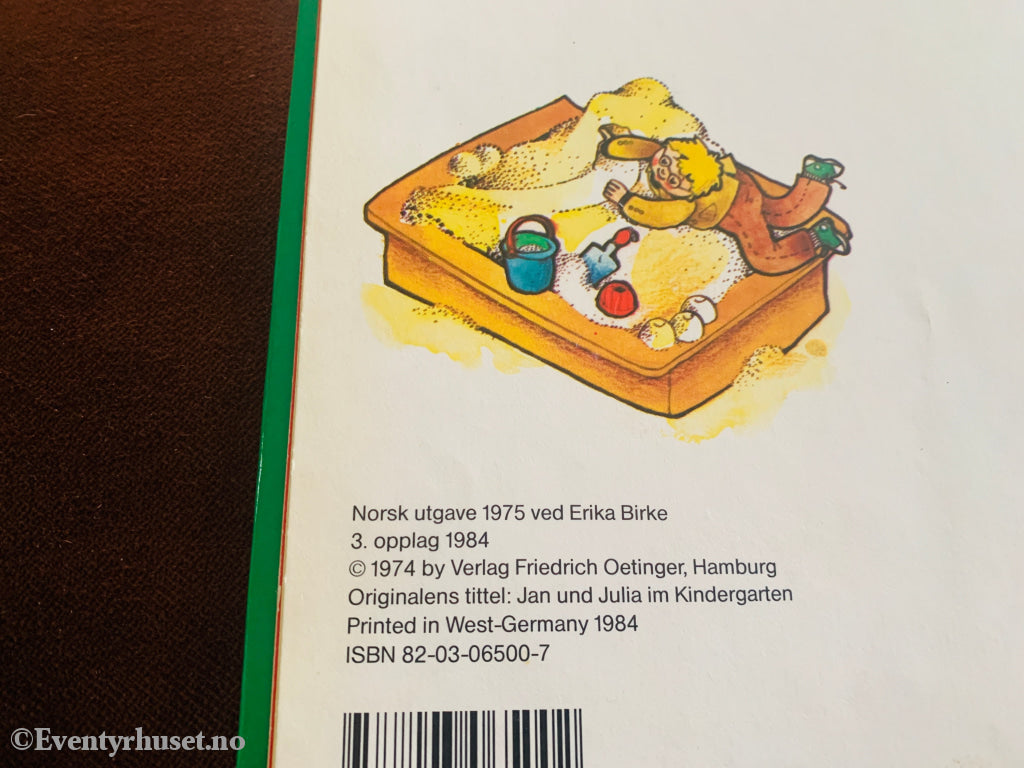 Norsk utgave 1975 ved Erika Birke
3. opplag 1984
© 1974 by Verlag Friedrich Oetinger, Hamburg
Originalens tittel: Jan und Julia im Kindergarten
Printed in West-Germany 1984
ISBN 82-03-06500-7
©Eventyrhuset.no